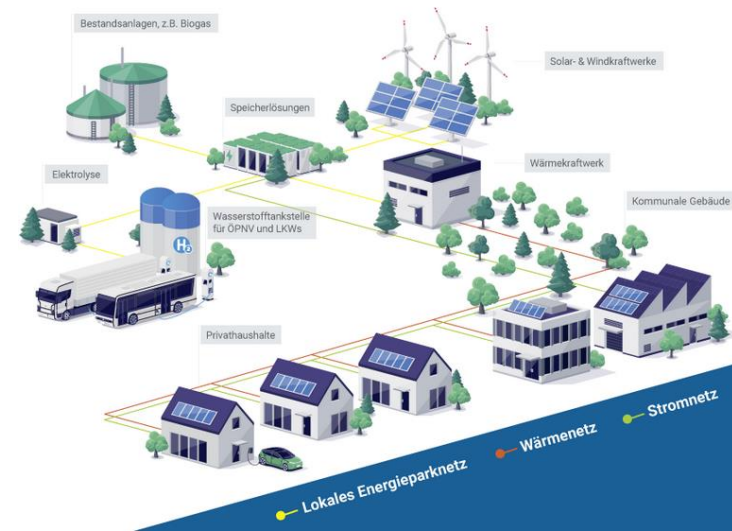 Bestandsanlagen, z.B. Biogas
Solar- & Windkraftwerke
Speicherlösungen
Wärmekraftwerk
Elektrolyse
Kommunale Gebäude
Wasserstofftankstelle
für ÖPNV und LKWs
H2
Privathaushalte
Stromnetz
Wärmenetz
Lokales Energieparknetz